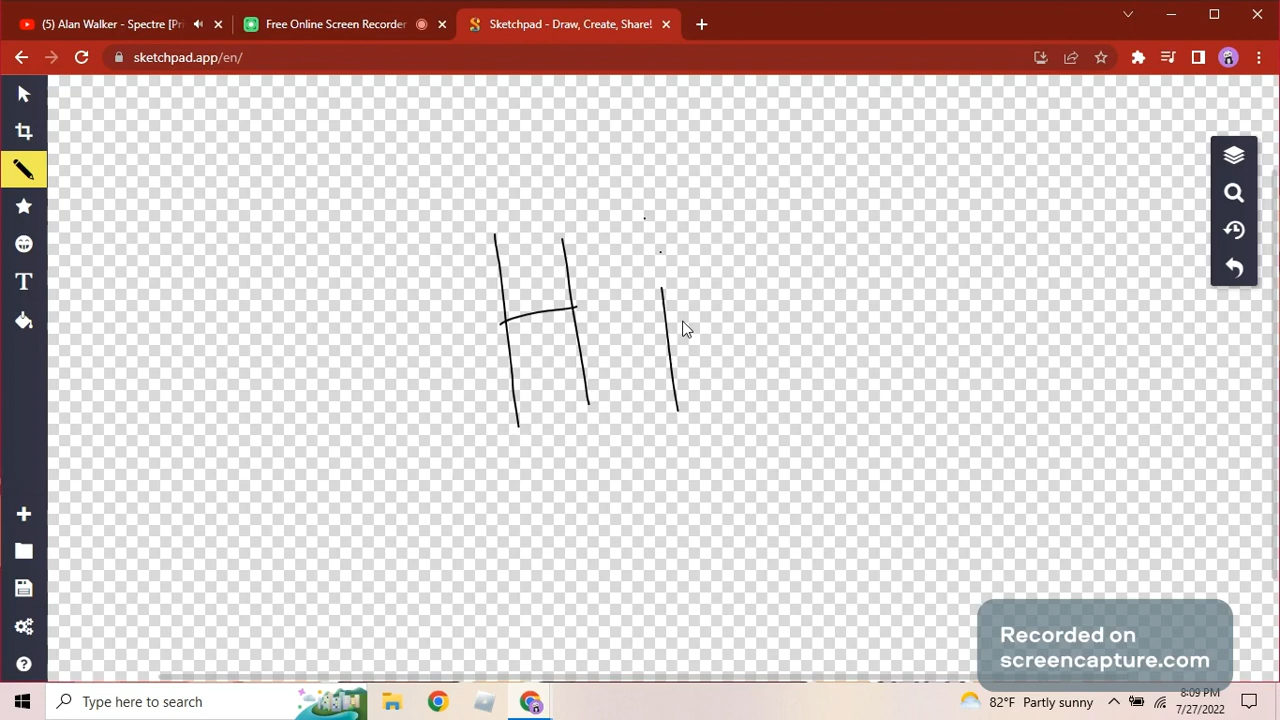 (5) Alan Walker - Spectre [Pri
Free Online Screen Recorder
Sketchpad - Draw, Create, Share!
sketchpad.app/en/
Hi
T
Recorded on
screencapture.com
Type here to search
82°F Partly sunny
8:09 PM
7/27/2022